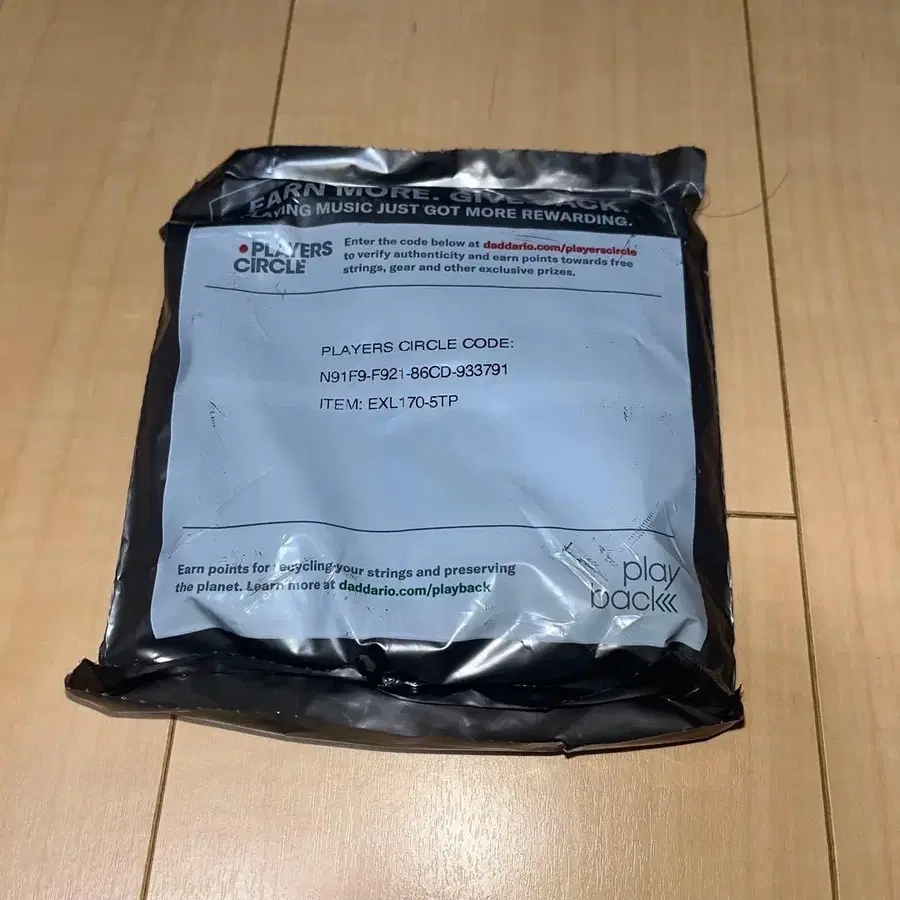 EARN MORE. GIVE BACK.
PLAYING MUSIC JUST GOT MORE REWARDING.
PLAYERS
CIRCLE
Enter the code below at daddario.com/playerscircle
to verify authenticity and earn points towards free
strings, gear and other exclusive prizes.
PLAYERS CIRCLE CODE:
N91F9-F921-86CD-933791
ITEM: EXL170-5TP
Earn points for recycling your strings and preserving
the planet. Learn more at daddario.com/playback
play
back